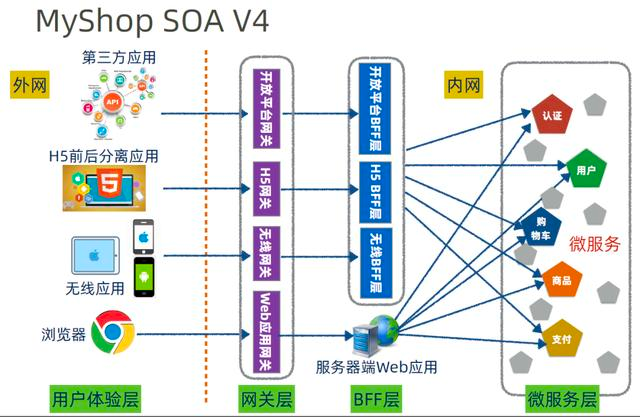 MyShop SOA V4
外网
第三方应用
API
H5前后分离应用
5
无线应用
浏览器
用户体验层
开放平台网关
H5网关
无线网关
Web应用网关
网关层
开放平台BFF层
H5 BFF层
无线BFF层
服务器端Web应用
BFF层
内网
认证
用户
购
物车
微服务
商品
支付
微服务层